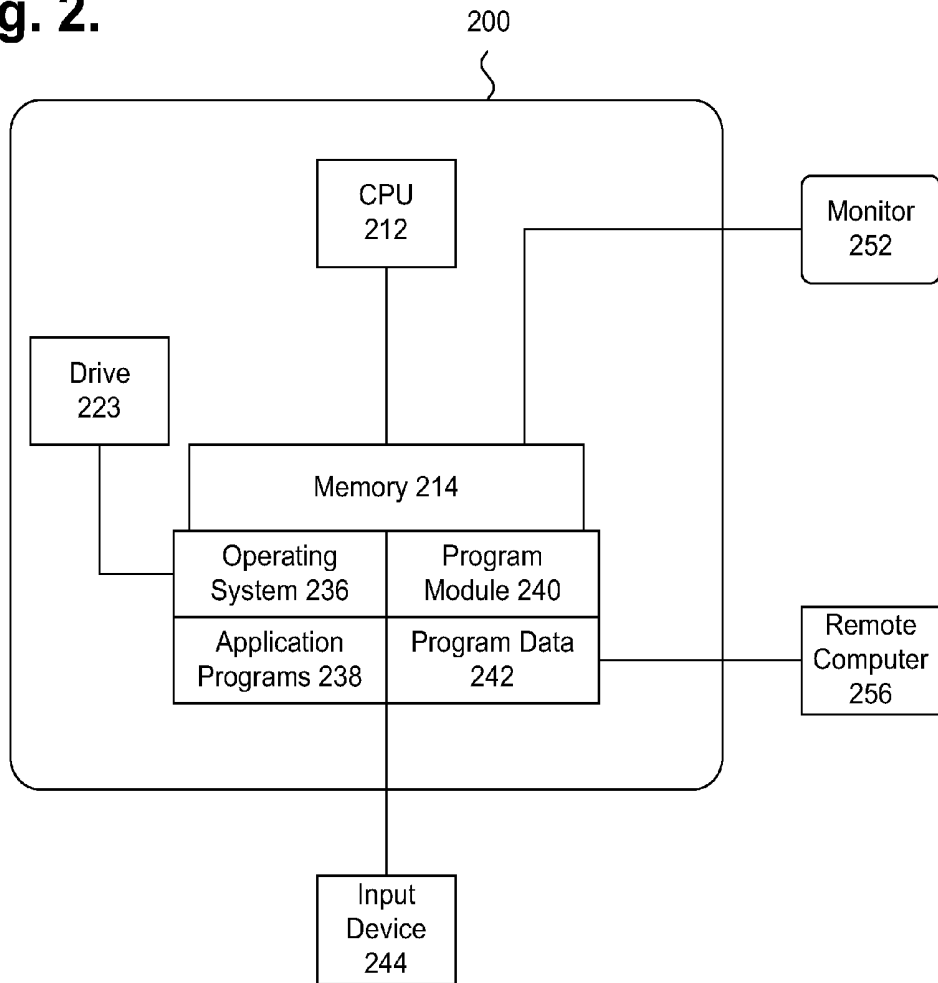 g. 2.
200
CPU
212
Monitor
252
Drive
223
Memory 214
Operating
System 236
Program
Module 240
Application
Programs 238
Program Data
242
Remote
Computer
256
Input
Device
244